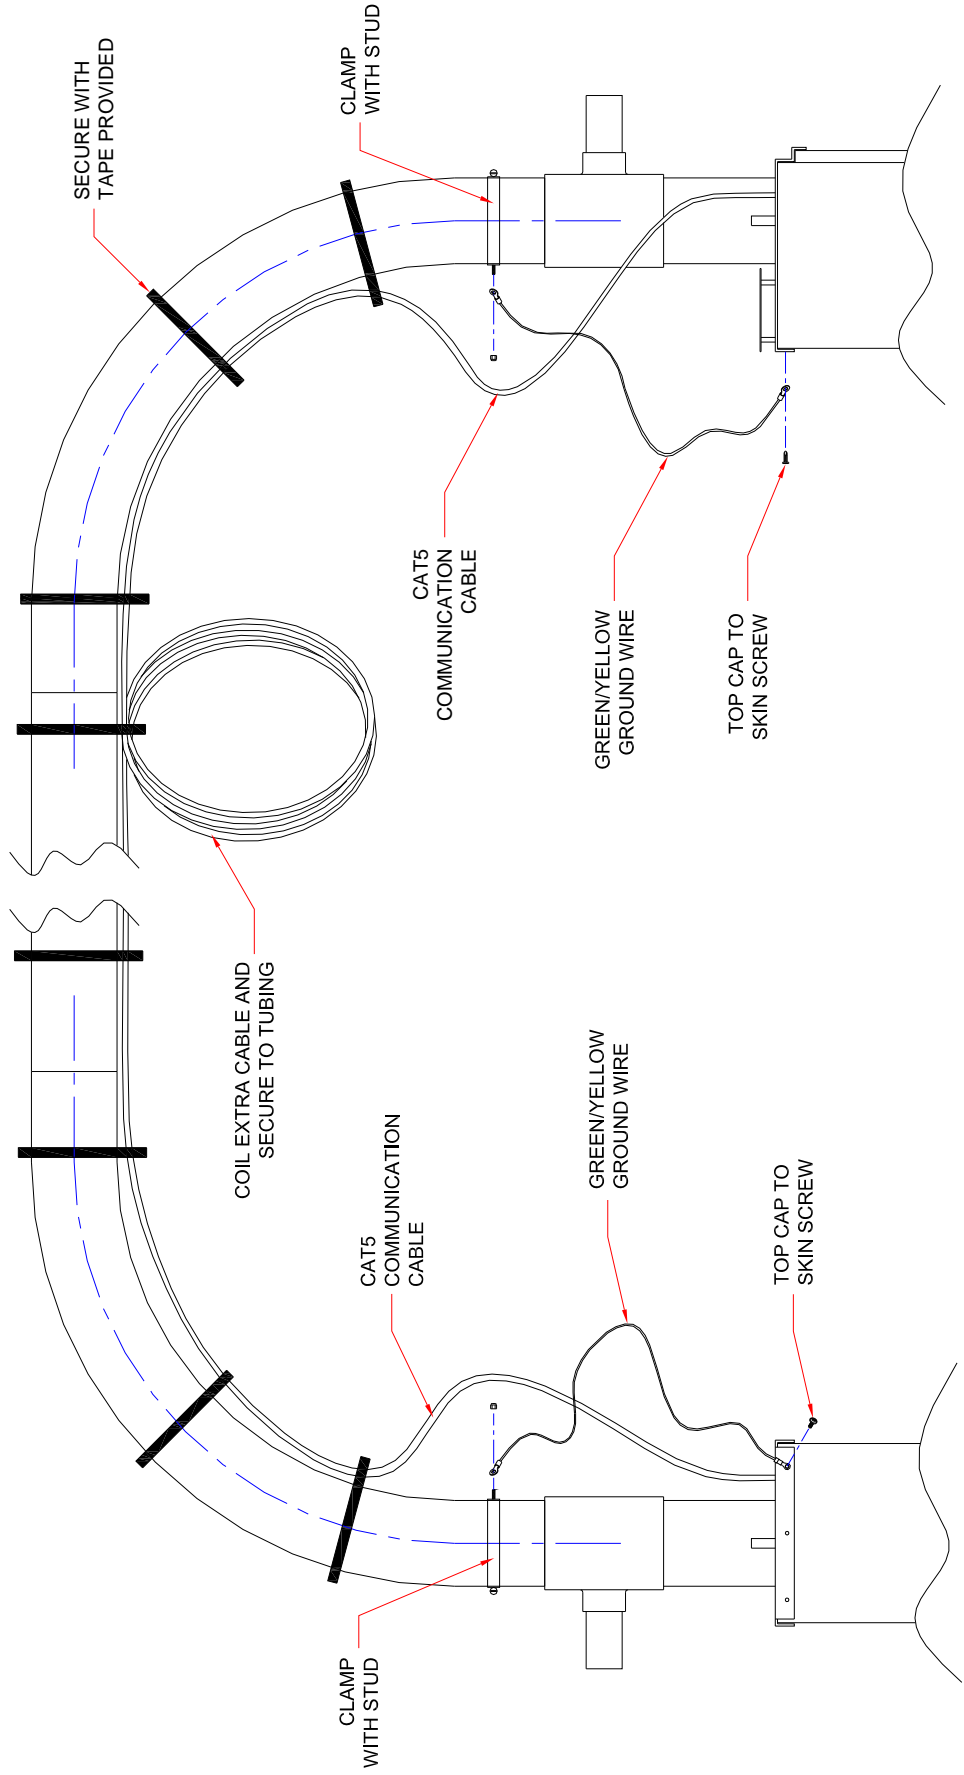 SECURE WITH
TAPE PROVIDED
CLAMP
WITH STUD
CAT5
COMMUNICATION
CABLE
GREEN/YELLOW
GROUND WIRE
TOP CAP TO
SKIN SCREW
COIL EXTRA CABLE AND
SECURE TO TUBING
CAT5
COMMUNICATION
CABLE
GREEN/YELLOW
GROUND WIRE
TOP CAP TO
SKIN SCREW
CLAMP
WITH STUD